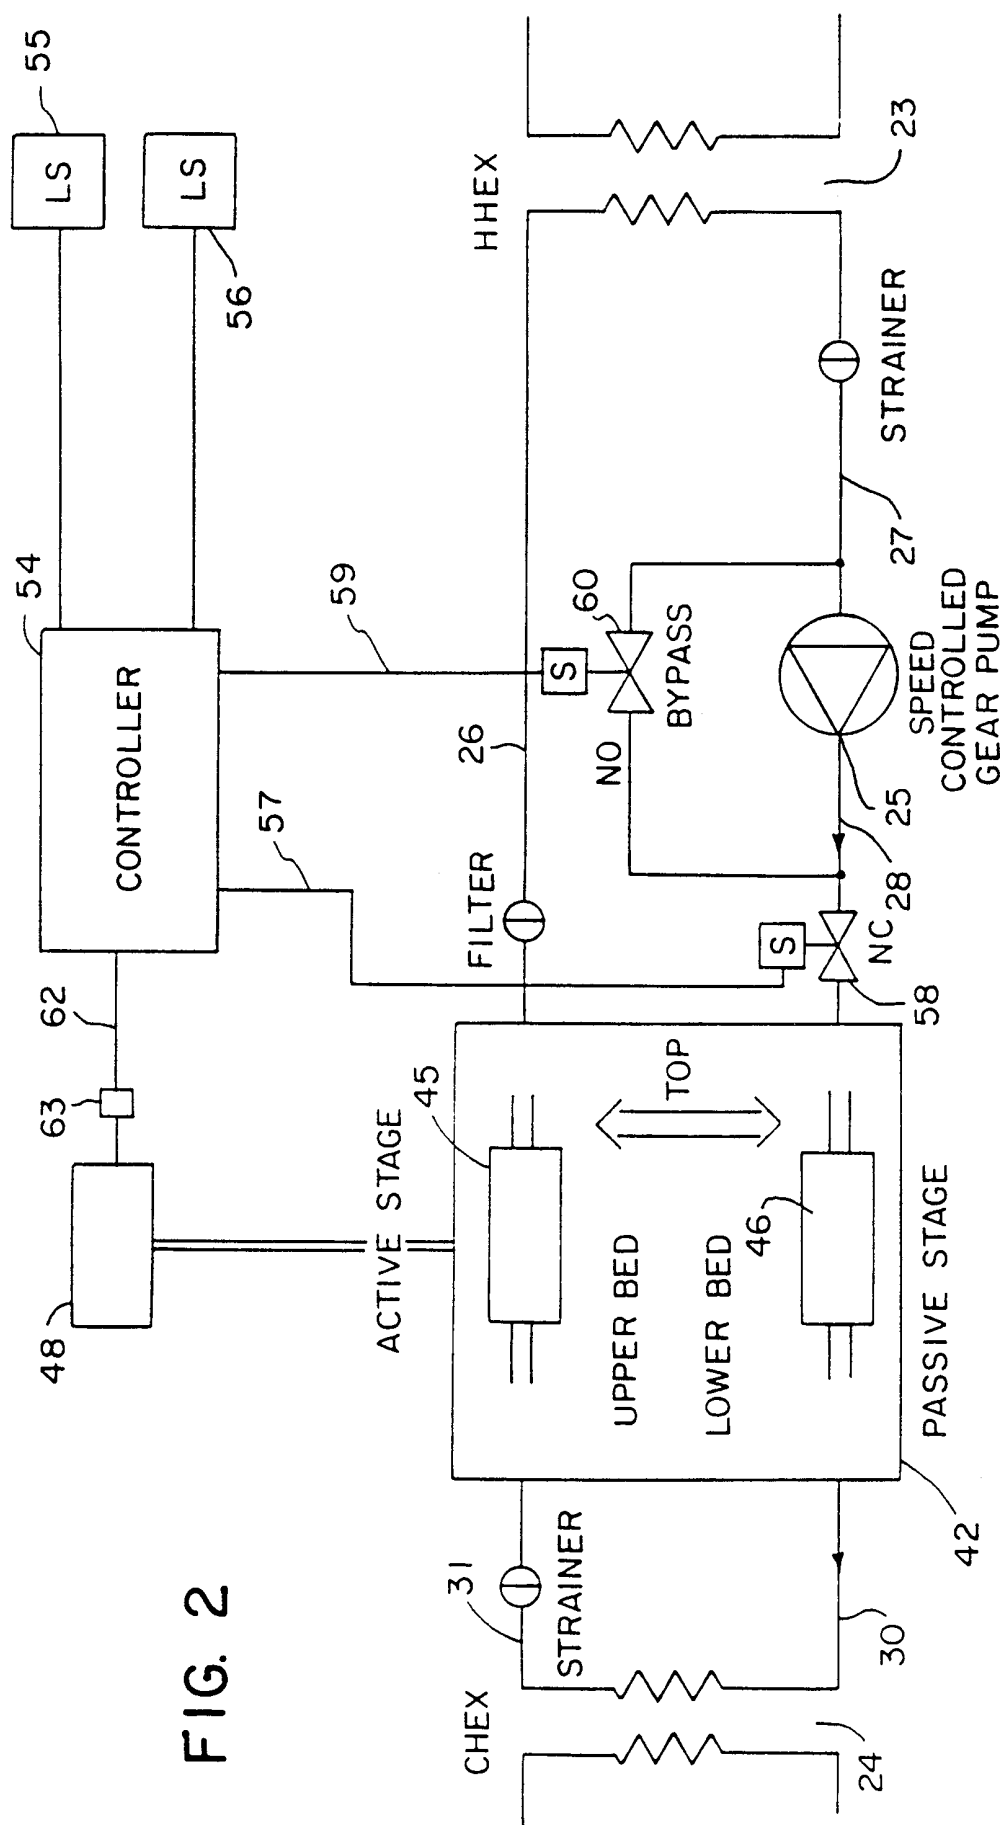 FIG. 2
55
LS
LS
56
54
CONTROLLER
62
63
48
57
59
ACTIVE STAGE
45
UPPER BED
LOWER BED
TOP
46
PASSIVE STAGE
42
FILTER
26
S
60
BYPASS
NO
S
NC
58
28
25
SPEED
CONTROLLED
GEAR PUMP
27
STRAINER
HHEX
23
31
STRAINER
30
CHEX
24